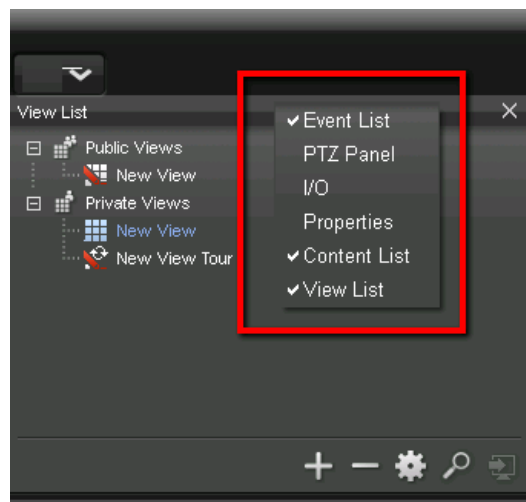 View List
Public Views
New View
Private Views
New View
New View Tour
Event List
PTZ Panel
I/O
Properties
Content List
View List